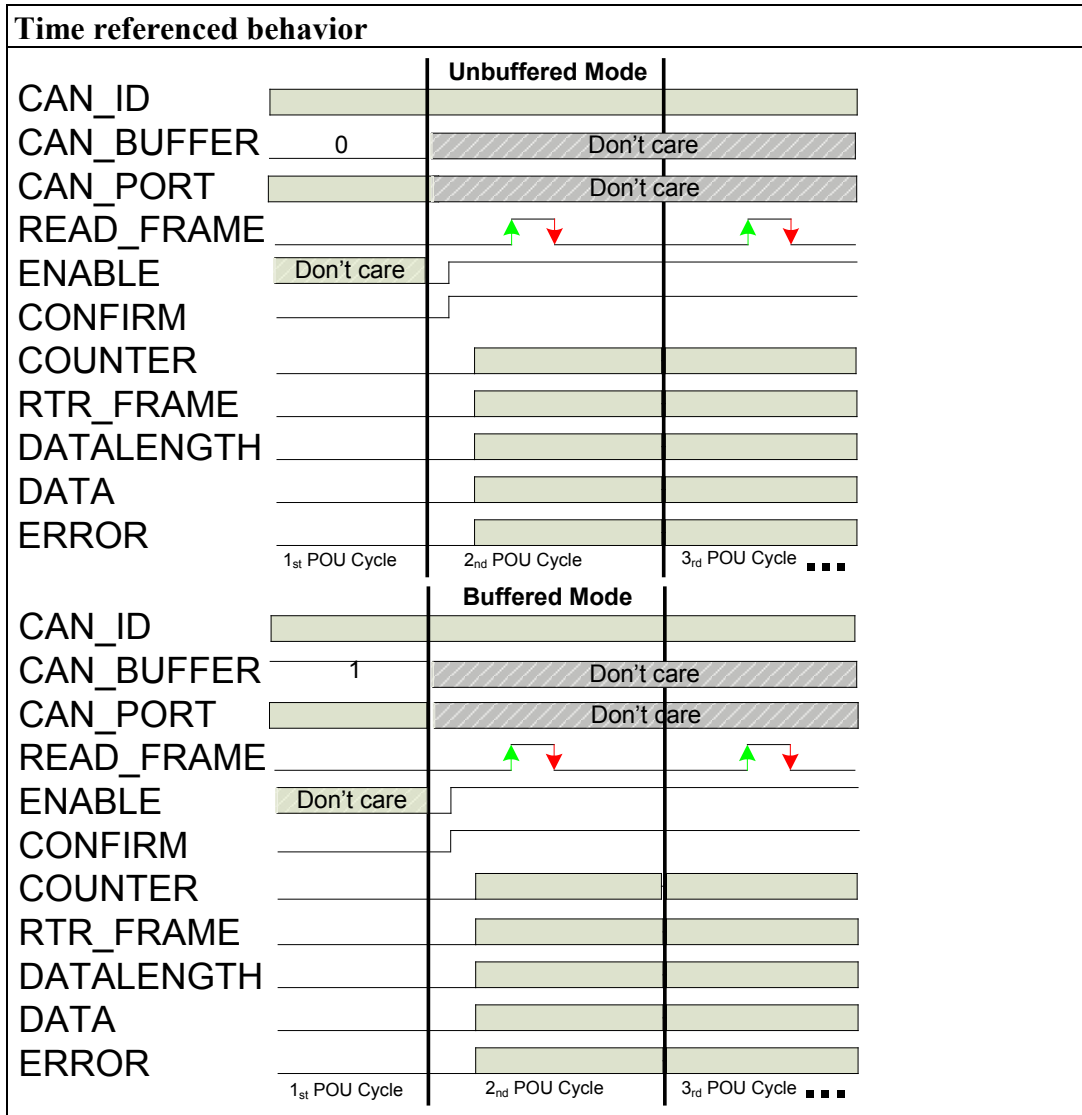 Time referenced behavior
Unbuffered Mode
CAN_ID
CAN_BUFFER 0 Don't care
CAN_PORT Don't care
READ_FRAME
ENABLE Don't care
CONFIRM
COUNTER
RTR_FRAME
DATALENGTH
DATA
ERROR
1st POU Cycle 2nd POU Cycle 3rd POU Cycle ...
Buffered Mode
CAN_ID
CAN_BUFFER 1 Don't care
CAN_PORT Don't care
READ_FRAME
ENABLE Don't care
CONFIRM
COUNTER
RTR_FRAME
DATALENGTH
DATA
ERROR
1st POU Cycle 2nd POU Cycle 3rd POU Cycle ...